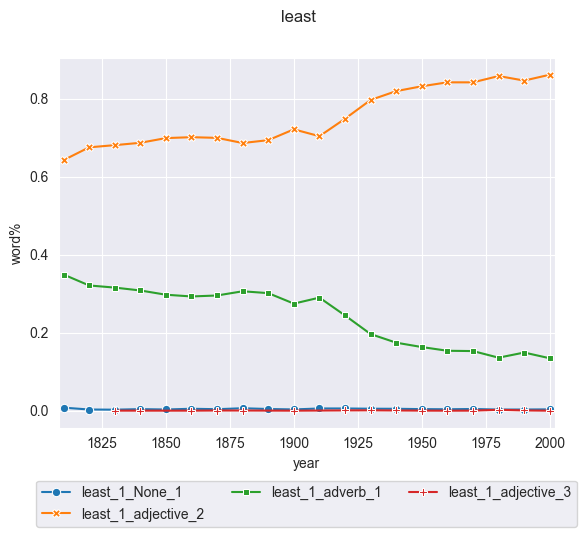 least
0.8
0.6
0.4
0.2
0.0
word%
1825 1850 1875 1900 1925 1950 1975 2000
year
least_1_None_1 least_1_adverb_1 least_1_adjective_3
least_1_adjective_2